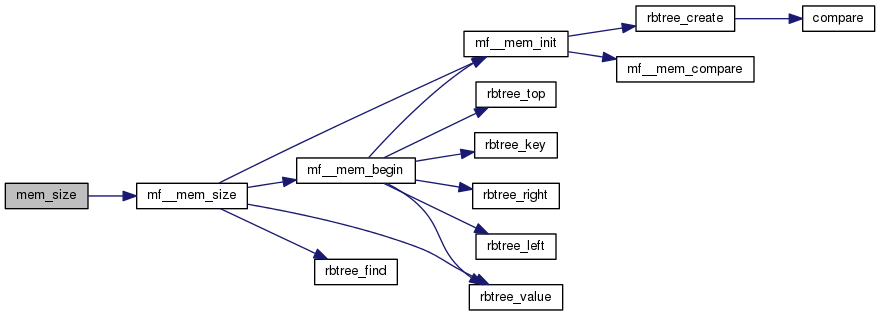 rbtree_create
compare
mf__mem_init
mf__mem_compare
rbtree_top
rbtree_key
mf__mem_begin
mem_size
mf__mem_size
rbtree_right
rbtree_left
rbtree_find
rbtree_value